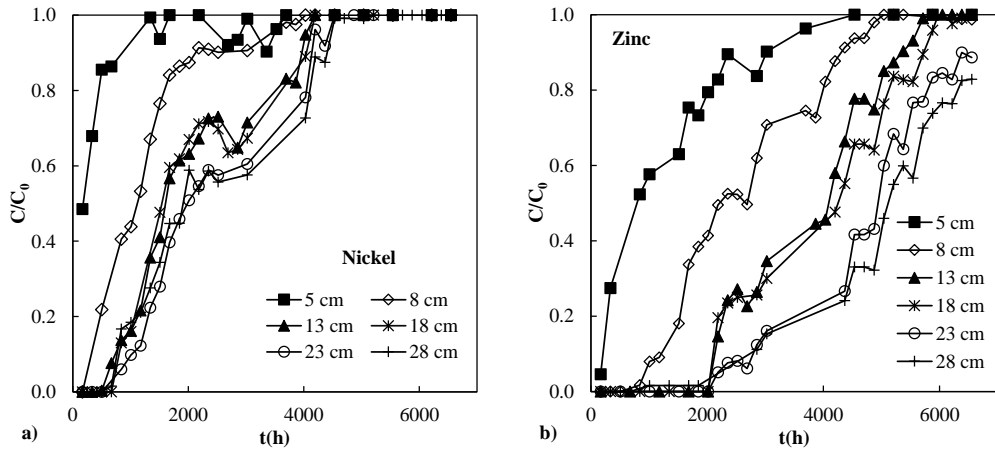 1.0
0.8
0.6
0.4
0.2
0.0
C/C₀
Nickel
5 cm
8 cm
13 cm
18 cm
23 cm
28 cm
0
2000
4000
6000
t(h)
a)
1.0
0.8
0.6
0.4
0.2
0.0
C/C₀
Zinc
5 cm
8 cm
13 cm
18 cm
23 cm
28 cm
0
2000
4000
6000
t(h)
b)